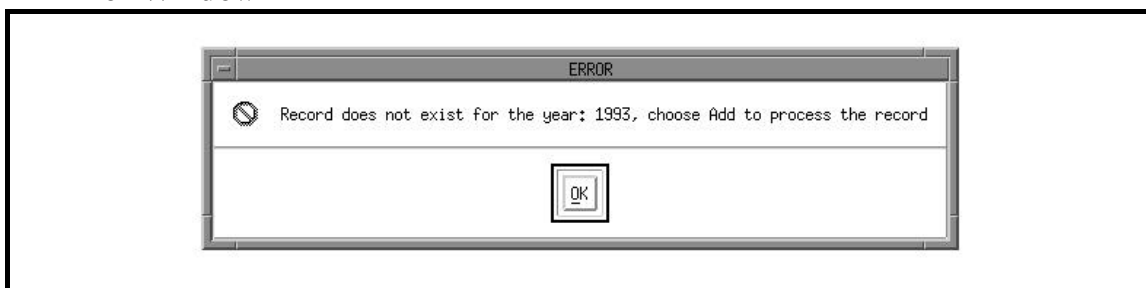 ERROR
Record does not exist for the year: 1993, choose Add to process the record
OK